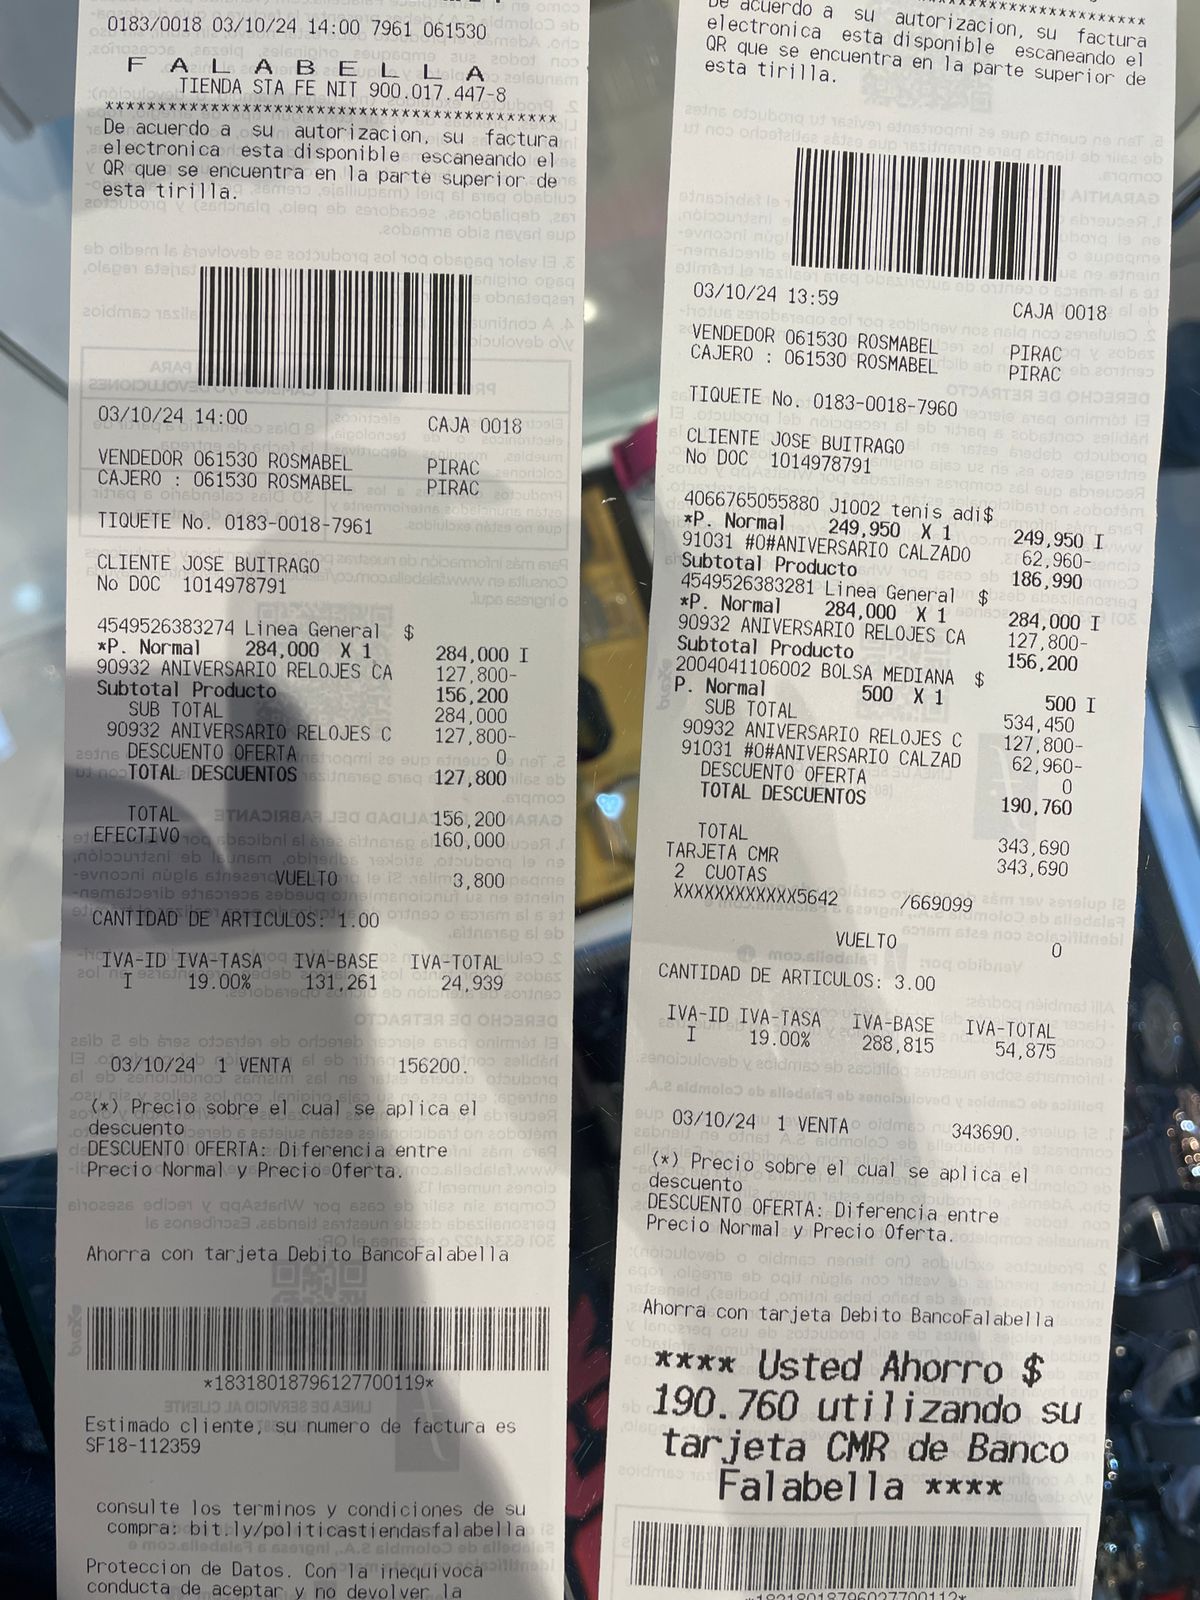 0183/0018 03/10/24 14:00 7961 061530
F A L A B E L L A
TIENDA STA FE NIT 900.017.447-8
*******************************************
De acuerdo a su autorizacion, su factura
electronica esta disponible escaneando el
QR que se encuentra en la parte superior de
esta tirilla.
03/10/24 14:00 CAJA 0018
VENDEDOR 061530 ROSMABEL PIRAC
CAJERO : 061530 ROSMABEL PIRAC
TIQUETE No. 0183-0018-7961
CLIENTE JOSE BUITRAGO
No DOC 1014978791
4549526383274 Linea General $
*P. Normal 284,000 X 1 284,000 I
90932 ANIVERSARIO RELOJES CA 127,800-
Subtotal Producto 156,200
SUB TOTAL 284,000
90932 ANIVERSARIO RELOJES C 127,800-
DESCUENTO OFERTA 0
TOTAL DESCUENTOS 127,800
TOTAL 156,200
EFECTIVO 160,000
VUELTO 3,800
CANTIDAD DE ARTICULOS: 1.00
IVA-ID IVA-TASA IVA-BASE IVA-TOTAL
I 19.00% 131,261 24,939
03/10/24 1 VENTA 156200.
(*) Precio sobre el cual se aplica el
descuento
DESCUENTO OFERTA: Diferencia entre
Precio Normal y Precio Oferta.
Ahorra con tarjeta Debito BancoFalabella
*18318018796127700119*
Estimado cliente, su numero de factura es
SF18-112359
consulte los terminos y condiciones de su
compra: bit.ly/politicastiendasfalabella
Proteccion de Datos. Con la inequivoca
conducta de aceptar y no devolver la
De acuerdo a su autorizacion, su factura
electronica esta disponible escaneando el
QR que se encuentra en la parte superior de
esta tirilla.
03/10/24 13:59 CAJA 0018
VENDEDOR 061530 ROSMABEL PIRAC
CAJERO : 061530 ROSMABEL PIRAC
TIQUETE No. 0183-0018-7960
CLIENTE JOSE BUITRAGO
No DOC 1014978791
4066765055880 J1002 tenis adi$
*P. Normal 249,950 X 1 249,950 I
91031 #O#ANIVERSARIO CALZADO 62,960-
Subtotal Producto 186,990
4549526383281 Linea General $
*P. Normal 284,000 X 1 284,000 I
90932 ANIVERSARIO RELOJES CA 127,800-
Subtotal Producto 156,200
2004041106002 BOLSA MEDIANA $
P. Normal 500 X 1 500 I
SUB TOTAL 534,450
90932 ANIVERSARIO RELOJES C 127,800-
91031 #O#ANIVERSARIO CALZAD 62,960-
DESCUENTO OFERTA 0
TOTAL DESCUENTOS 190,760
TOTAL 343,690
TARJETA CMR 343,690
2 CUOTAS
XXXXXXXXXXXX5642 /669099
VUELTO 0
CANTIDAD DE ARTICULOS: 3.00
IVA-ID IVA-TASA IVA-BASE IVA-TOTAL
I 19.00% 288,815 54,875
03/10/24 1 VENTA 343690.
(*) Precio sobre el cual se aplica el
descuento
DESCUENTO OFERTA: Diferencia entre
Precio Normal y Precio Oferta.
Ahorra con tarjeta Debito BancoFalabella
**** Usted Ahorro $
190.760 utilizando su
tarjeta CMR de Banco
Falabella ****